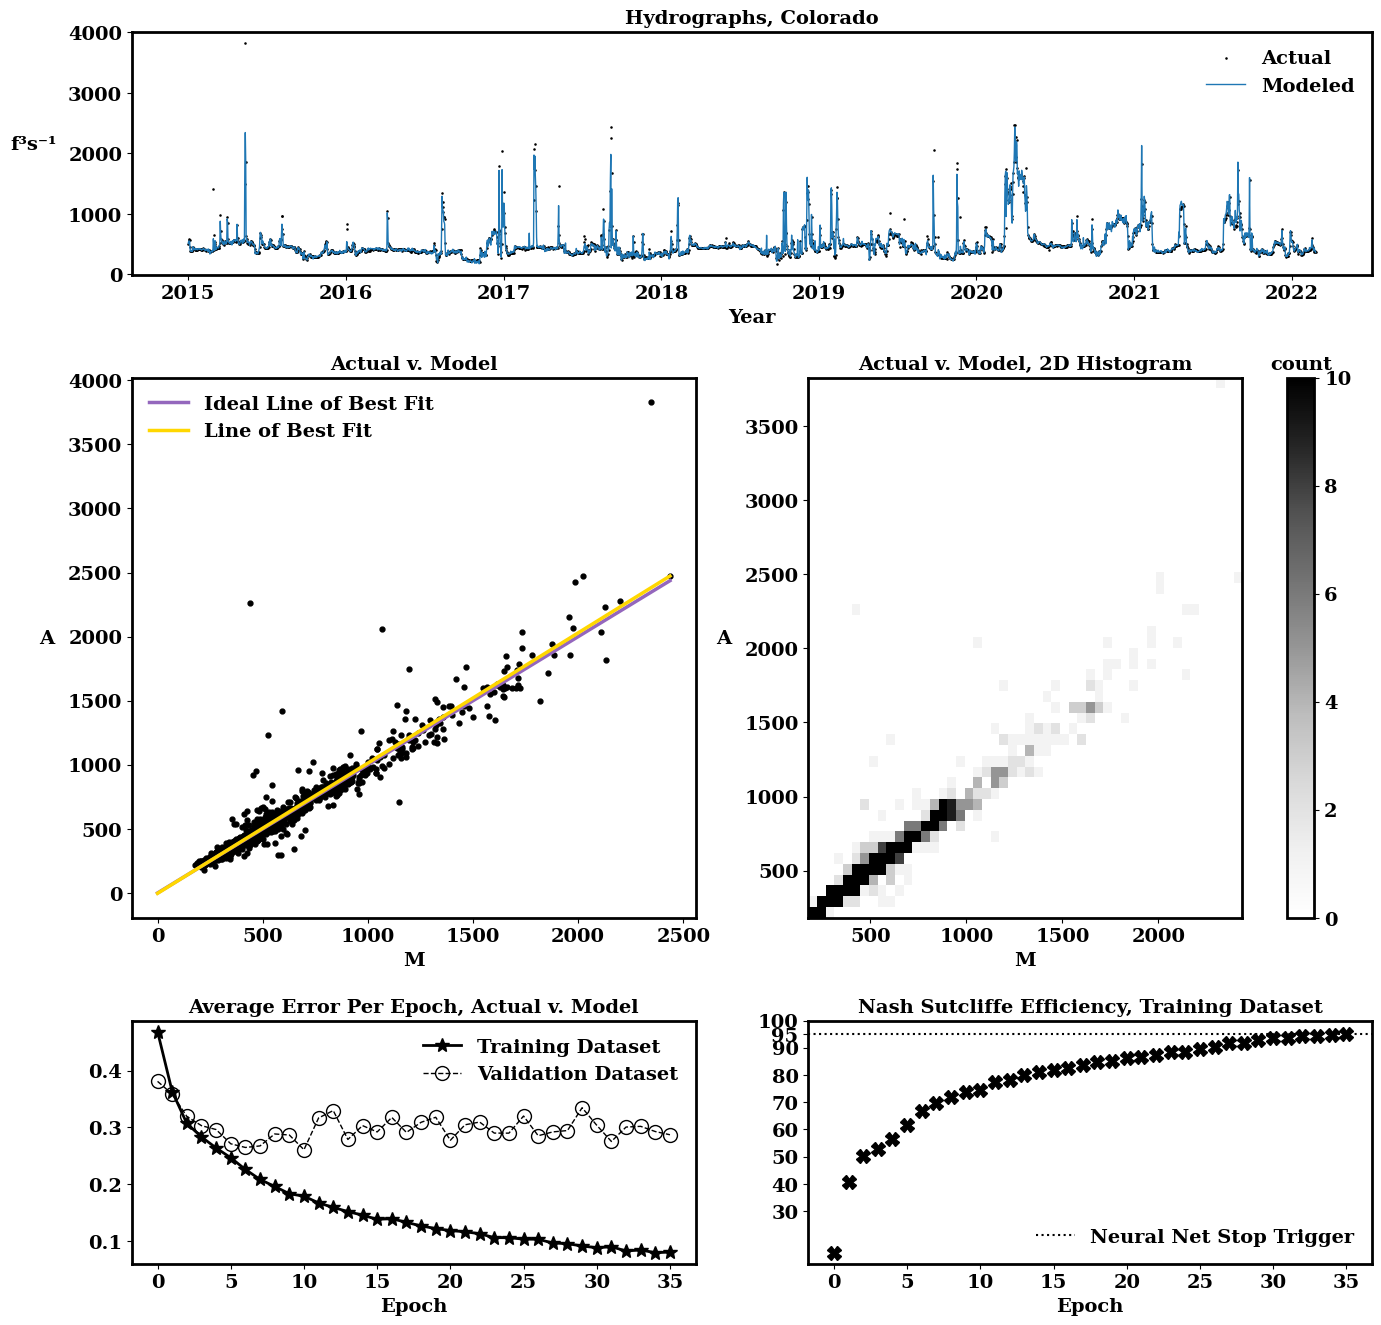 Hydrographs, Colorado
4000
3000
2000
1000
0
f³s⁻¹
Actual
Modeled
2015 2016 2017 2018 2019 2020 2021 2022
Year
Actual v. Model
4000
3500
3000
2500
2000
1500
1000
500
0
A
Ideal Line of Best Fit
Line of Best Fit
0 500 1000 1500 2000 2500
M
Actual v. Model, 2D Histogram
3500
3000
2500
2000
1500
1000
500
A
500 1000 1500 2000
M
count
10
8
6
4
2
0
Average Error Per Epoch, Actual v. Model
0.4
0.3
0.2
0.1
Training Dataset
Validation Dataset
0 5 10 15 20 25 30 35
Epoch
Nash Sutcliffe Efficiency, Training Dataset
100
95
90
80
70
60
50
40
30
Neural Net Stop Trigger
0 5 10 15 20 25 30 35
Epoch